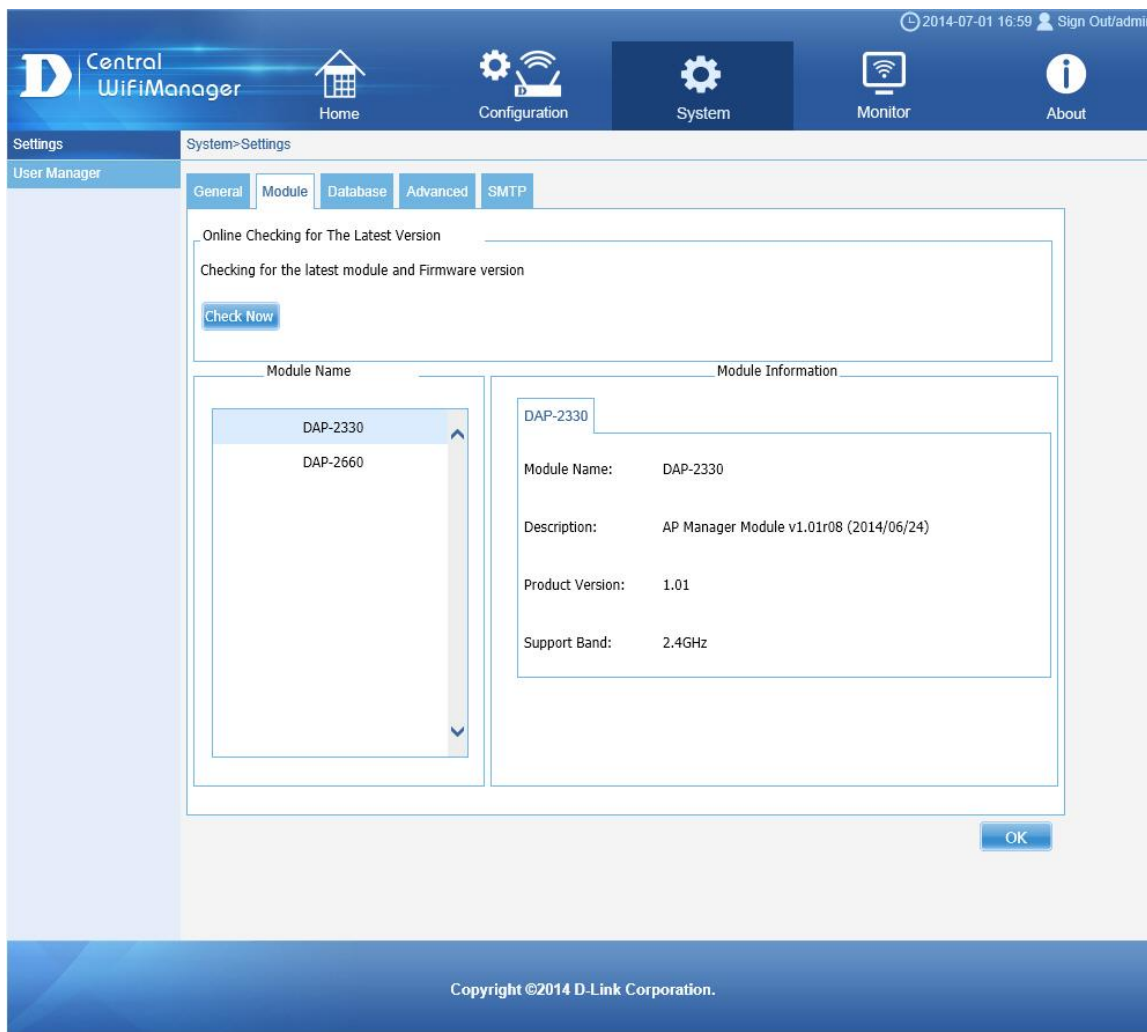 2014-07-01 16:59 Sign Out/admin
D Central
WiFiManager
Home
Configuration
System
Monitor
About
Settings
User Manager
System>Settings
General
Module
Database
Advanced
SMTP
Online Checking for The Latest Version
Checking for the latest module and Firmware version
Check Now
Module Name
DAP-2330
DAP-2660
Module Information
DAP-2330
Module Name: DAP-2330
Description: AP Manager Module v1.01r08 (2014/06/24)
Product Version: 1.01
Support Band: 2.4GHz
OK
Copyright ©2014 D-Link Corporation.